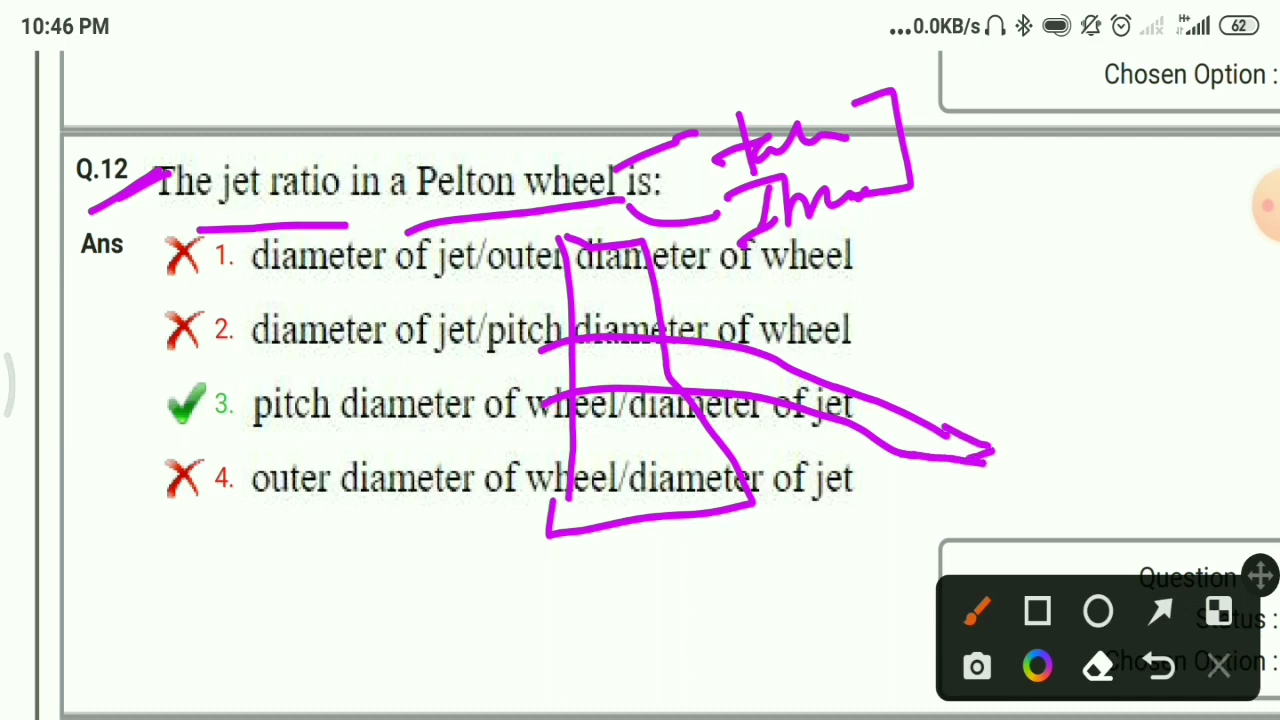 10:46 PM
...0.0KB/s H+ 62
Chosen Option :
Q.12 The jet ratio in a Pelton wheel is:
Ans 1. diameter of jet/outer diameter of wheel
2. diameter of jet/pitch diameter of wheel
3. pitch diameter of wheel/diameter of jet
4. outer diameter of wheel/diameter of jet
Question
Status :
Chosen Option :